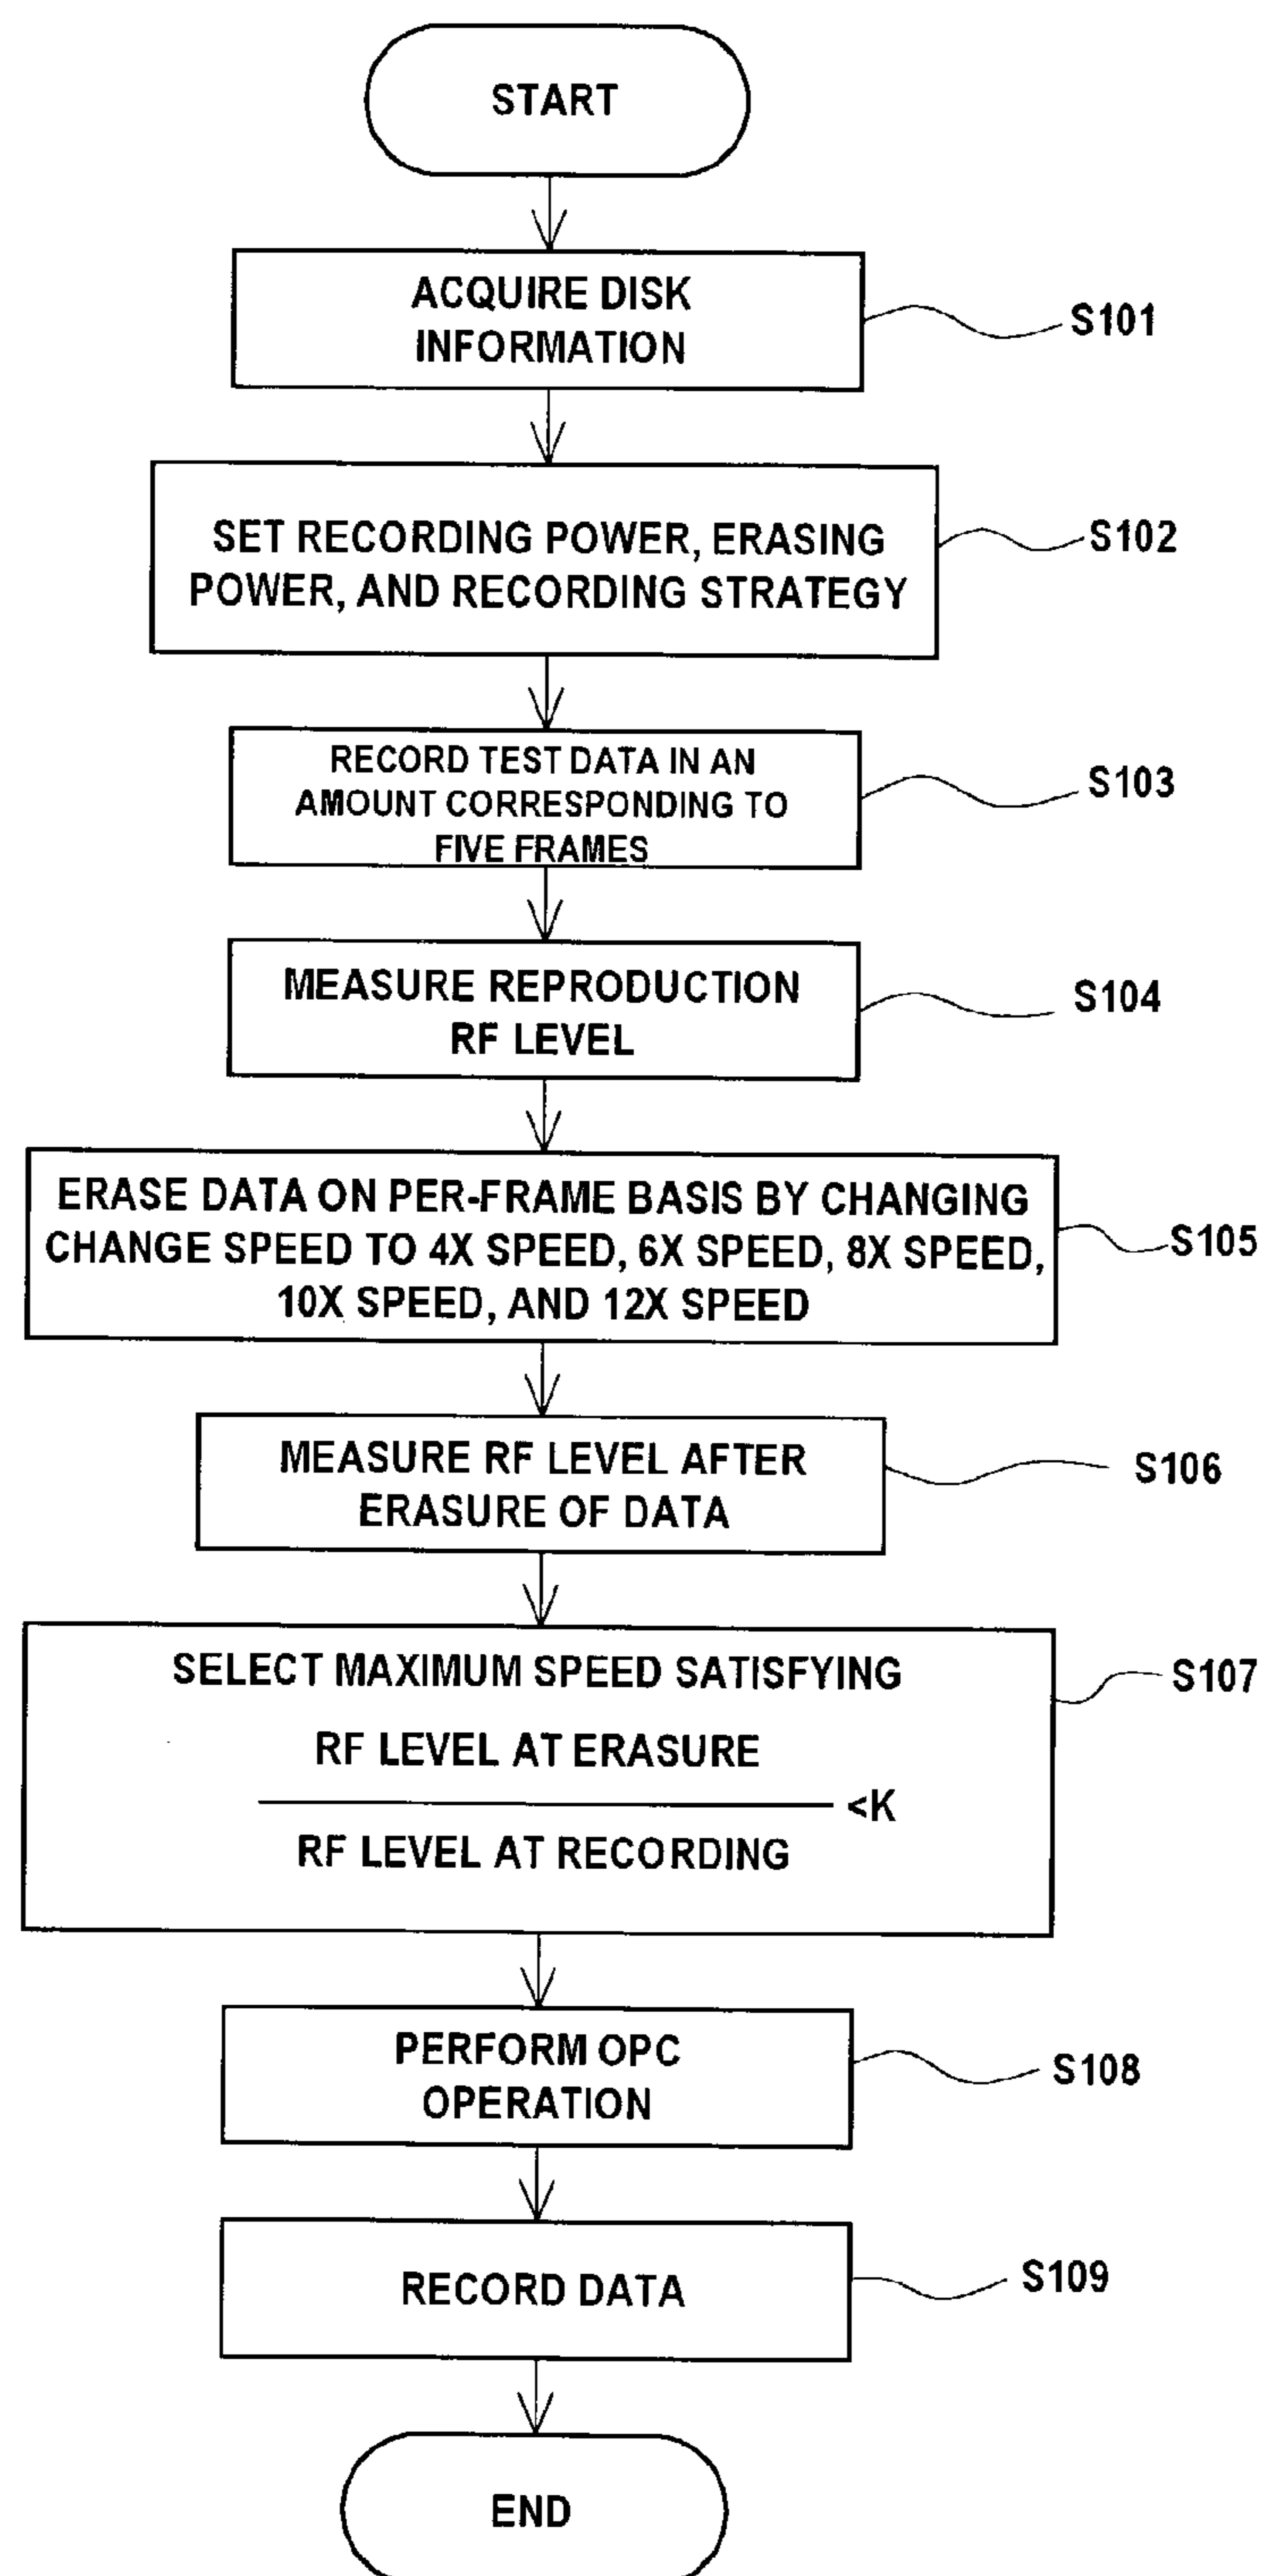 START
ACQUIRE DISK
INFORMATION
S101
SET RECORDING POWER, ERASING
POWER, AND RECORDING STRATEGY
S102
RECORD TEST DATA IN AN
AMOUNT CORRESPONDING TO
FIVE FRAMES
S103
MEASURE REPRODUCTION
RF LEVEL
S104
ERASE DATA ON PER-FRAME BASIS BY CHANGING
CHANGE SPEED TO 4X SPEED, 6X SPEED, 8X SPEED,
10X SPEED, AND 12X SPEED
S105
MEASURE RF LEVEL AFTER
ERASURE OF DATA
S106
SELECT MAXIMUM SPEED SATISFYING
RF LEVEL AT ERASURE
<K
RF LEVEL AT RECORDING
S107
PERFORM OPC
OPERATION
S108
RECORD DATA
S109
END